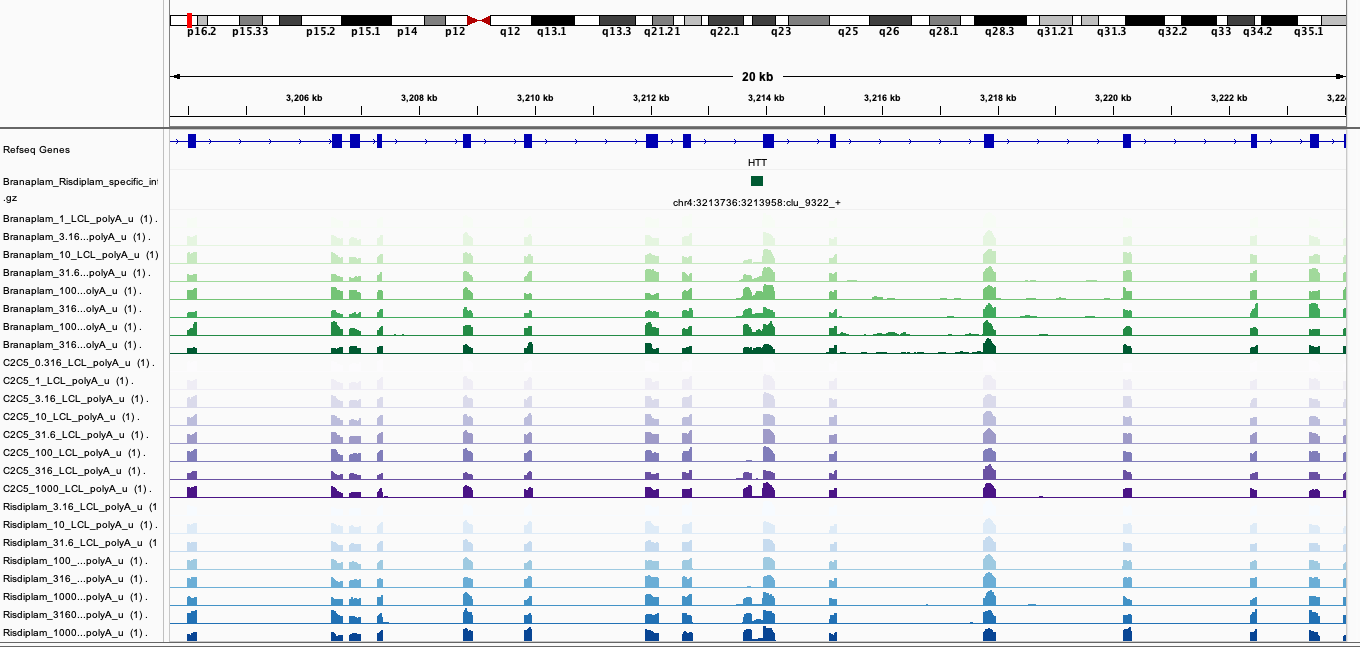 p16.2 p15.33 p15.2 p15.1 p14 p12 q12 q13.1 q13.3 q21.21 q22.1 q23 q25 q26 q28.1 q28.3 q31.21 q31.3 q32.2 q33 q34.2 q35.1
20 kb
3,206 kb 3,208 kb 3,210 kb 3,212 kb 3,214 kb 3,216 kb 3,218 kb 3,220 kb 3,222 kb 3,22
Refseq Genes
HTT
Branaplam_Risdiplam_specific_in
.gz
chr4:3213736:3213958:clu_9322_+
Branaplam_1_LCL_polyA_u (1) .
Branaplam_3.16...polyA_u (1) .
Branaplam_10_LCL_polyA_u (1)
Branaplam_31.6...polyA_u (1) .
Branaplam_100...olyA_u (1) .
Branaplam_316...olyA_u (1) .
Branaplam_100...olyA_u (1) .
Branaplam_316...olyA_u (1) .
C2C5_0.316_LCL_polyA_u (1) .
C2C5_1_LCL_polyA_u (1) .
C2C5_3.16_LCL_polyA_u (1) .
C2C5_10_LCL_polyA_u (1) .
C2C5_31.6_LCL_polyA_u (1) .
C2C5_100_LCL_polyA_u (1) .
C2C5_316_LCL_polyA_u (1) .
C2C5_1000_LCL_polyA_u (1) .
Risdiplam_3.16_LCL_polyA_u (1
Risdiplam_10_LCL_polyA_u (1) .
Risdiplam_31.6_LCL_polyA_u (1
Risdiplam_100_...polyA_u (1) .
Risdiplam_316_...polyA_u (1) .
Risdiplam_1000...polyA_u (1) .
Risdiplam_3160...polyA_u (1) .
Risdiplam_1000...polyA_u (1) .